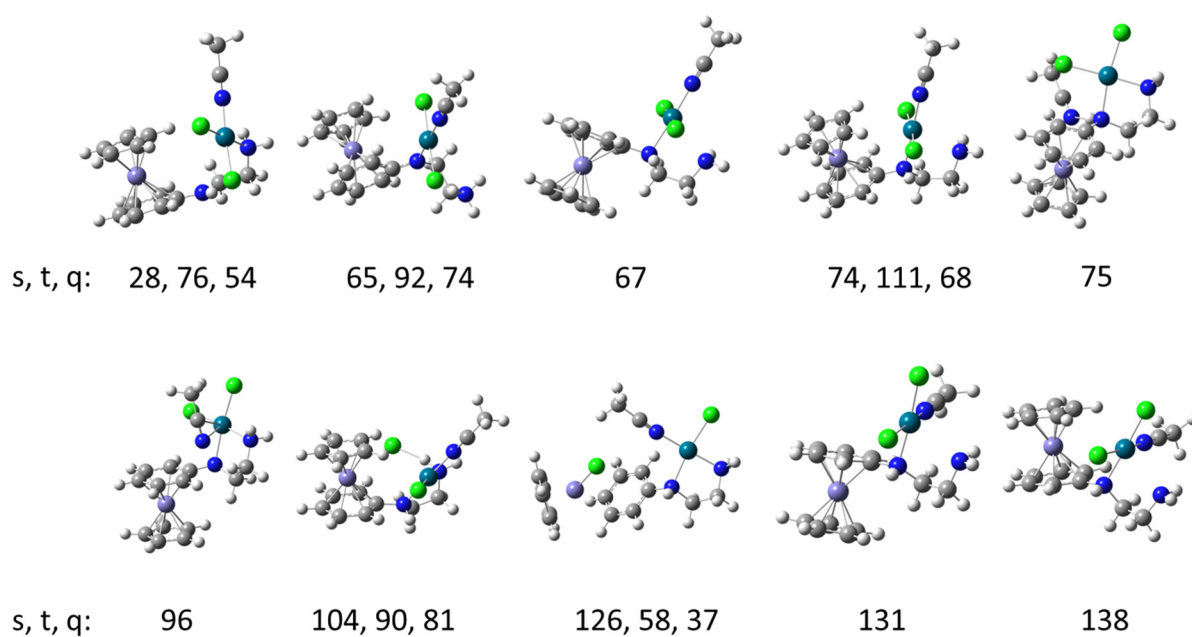 s, t, q: 28, 76, 54 65, 92, 74 67 74, 111, 68 75
s, t, q: 96 104, 90, 81 126, 58, 37 131 138